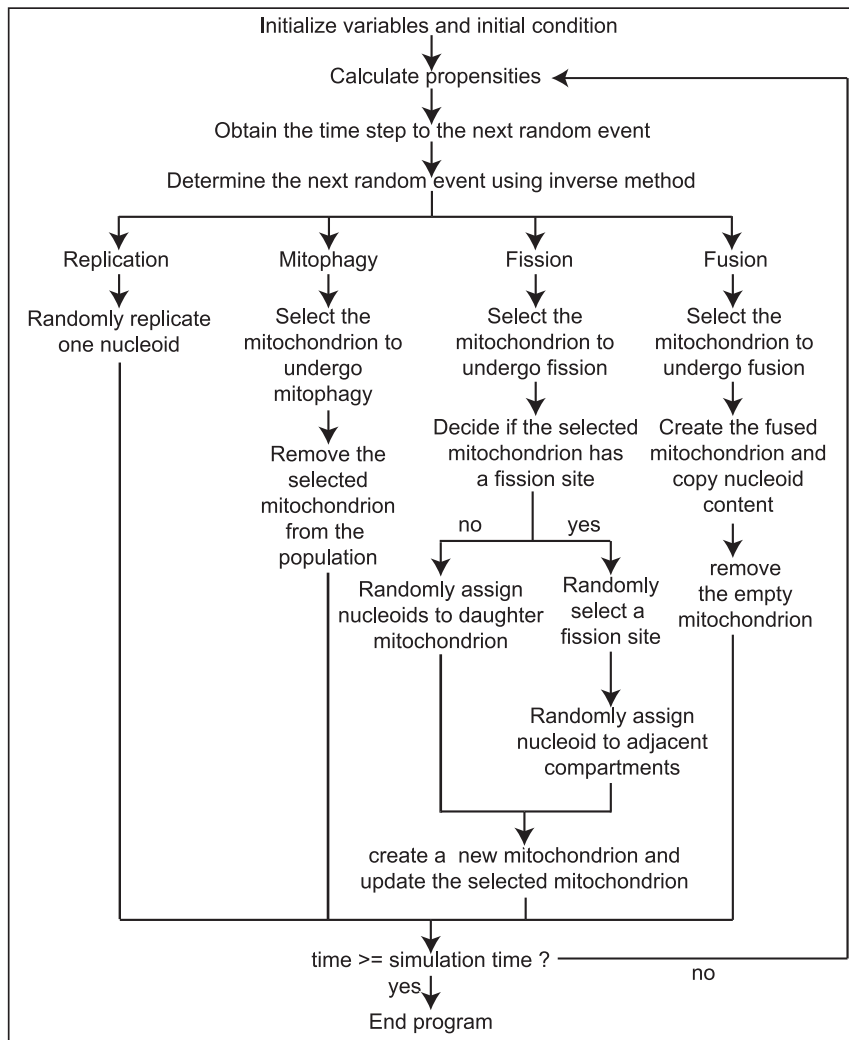 Initialize variables and initial condition
Calculate propensities
Obtain the time step to the next random event
Determine the next random event using inverse method
Replication
Randomly replicate
one nucleoid
Mitophagy
Select the
mitochondrion to
undergo
mitophagy
Remove the
selected
mitochondrion
from the
population
Fission
Select the
mitochondrion to
undergo fission
Decide if the selected
mitochondrion has
a fission site
no
yes
Randomly assign
nucleoids to daughter
mitochondrion
Randomly
select a
fission site
Randomly assign
nucleoid to adjacent
compartments
create a  new mitochondrion and
update the selected mitochondrion
Fusion
Select the
mitochondrion to
undergo fusion
Create the fused
mitochondrion and
copy nucleoid
content
remove
the empty
mitochondrion
time >= simulation time ?
no
yes
End program